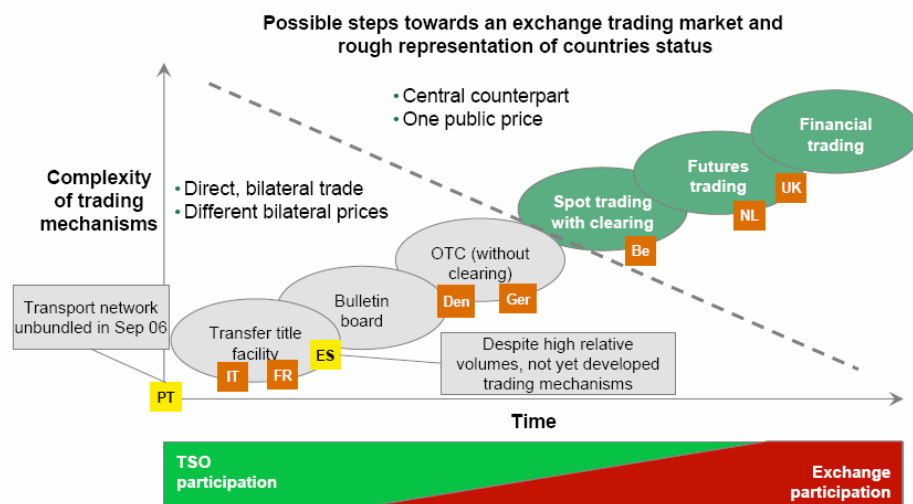 Possible steps towards an exchange trading market and
rough representation of countries status
• Central counterpart
• One public price
Financial
trading
Futures
trading
UK
NL
Complexity
of trading
mechanisms
• Direct, bilateral trade
• Different bilateral prices
Spot trading
with clearing
Be
OTC (without
clearing)
Den
Ger
Transport network
unbundled in Sep 06
Bulletin
board
Transfer title
facility
ES
IT
FR
Despite high relative
volumes, not yet developed
trading mechanisms
PT
Time
TSO
participation
Exchange
participation